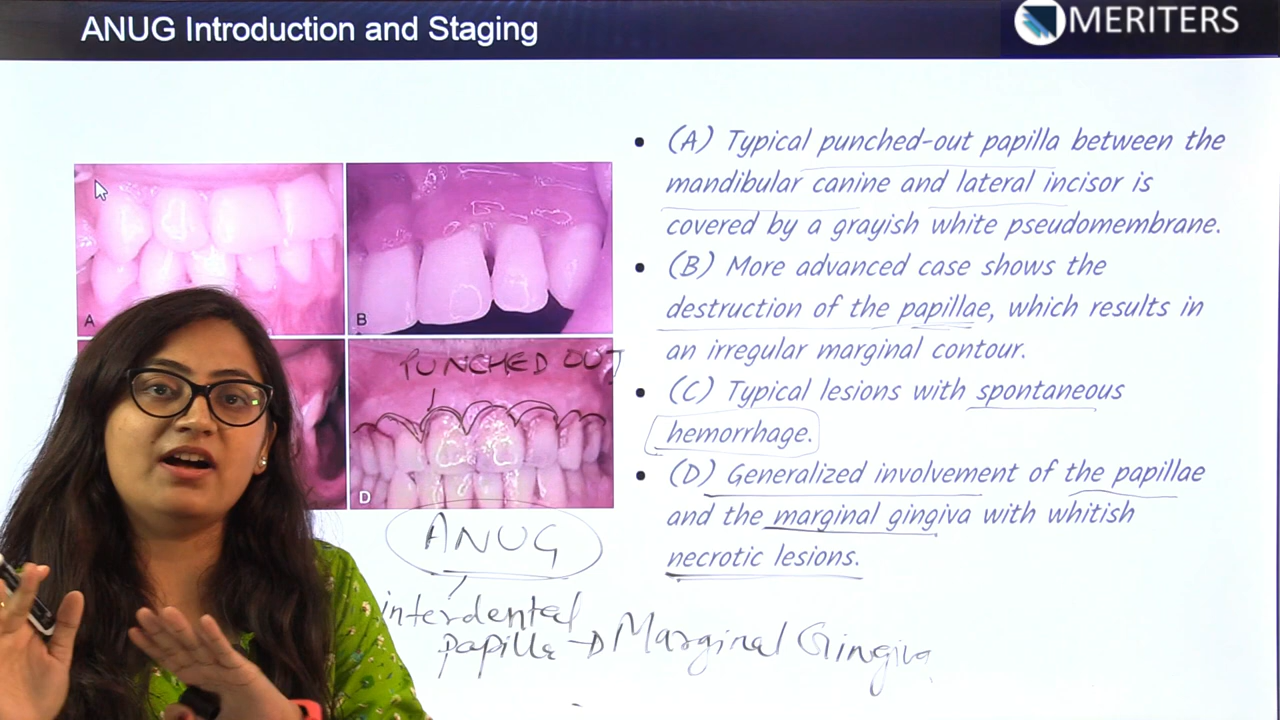 ANUG Introduction and Staging
MERITERS
• (A) Typical punched-out papilla between the
mandibular canine and lateral incisor is
covered by a grayish white pseudomembrane.
• (B) More advanced case shows the
destruction of the papillae, which results in
an irregular marginal contour.
• (C) Typical lesions with spontaneous
hemorrhage.
• (D) Generalized involvement of the papillae
and the marginal gingiva with whitish
necrotic lesions.
A
B
PUNCHED OUT
D
ANUG
interdental
papilla → Marginal Gingiva